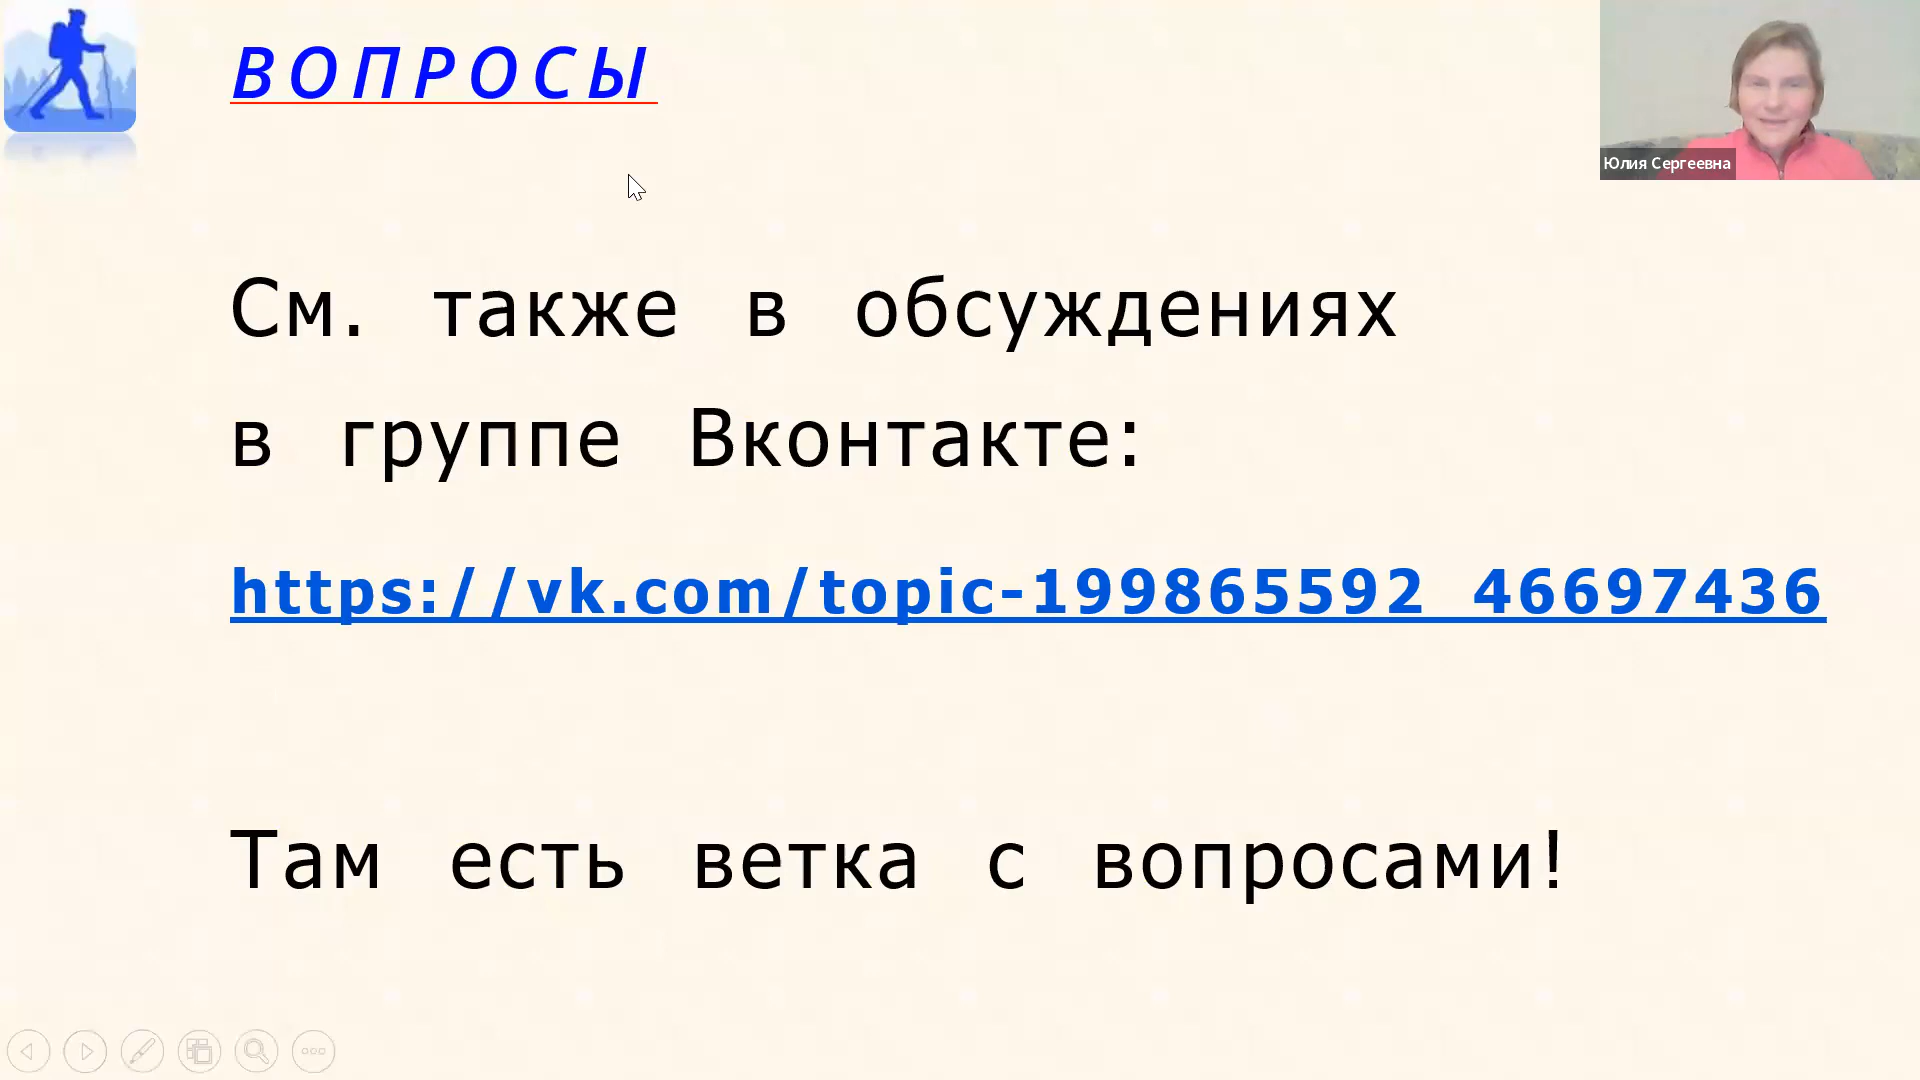 ВОПРОСЫ
Юлия Сергеевна
См. также в обсуждениях
в группе Вконтакте:
https://vk.com/topic-199865592_46697436
Там есть ветка с вопросами!